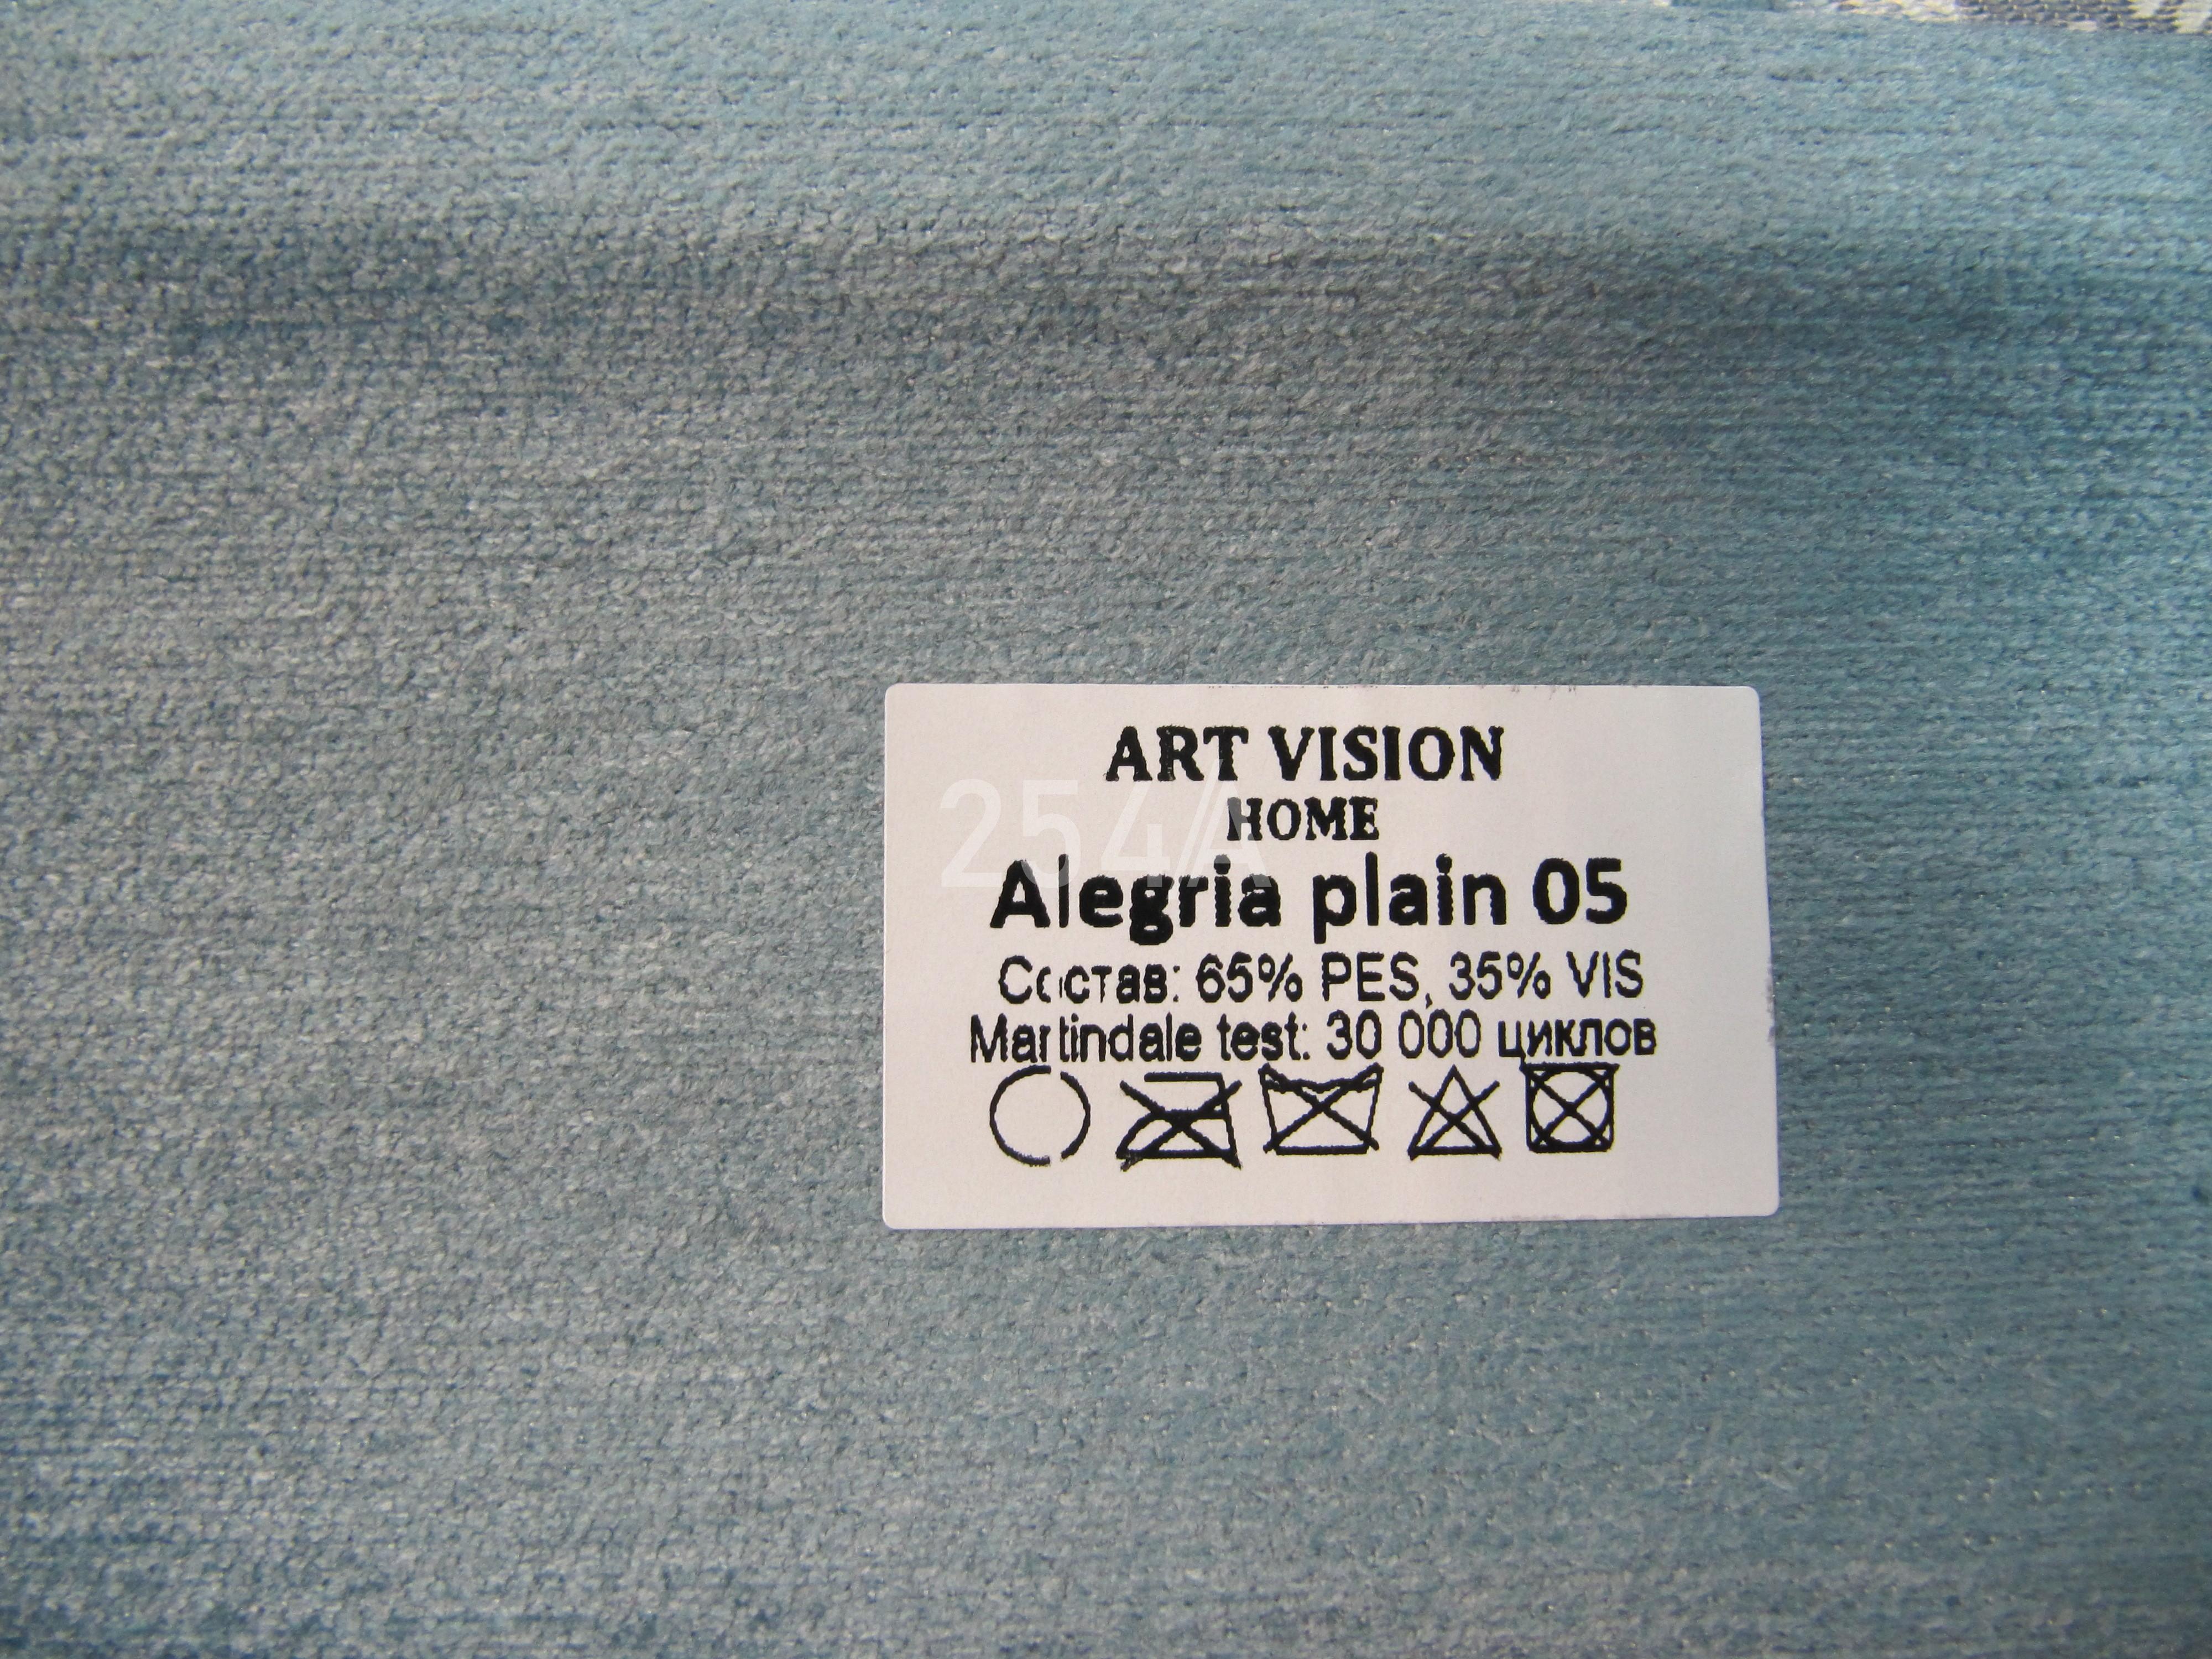 ART VISION
254A
HOME
Alegria plain 05
Состав: 65% PES, 35% VIS
Martindale test: 30 000 циклов